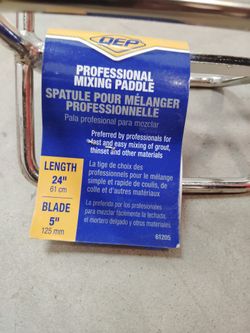 QEP
PROFESSIONAL
MIXING PADDLE
SPATULE POUR MÉLANGER
PROFESSIONNELLE
Pala profesional para mezclar
Preferred by professionals for
fast and easy mixing of grout,
thinset and other materials
LENGTH
24"
61 cm
BLADE
5"
125 mm
La tige de choix des
professionnels pour le mélange
simple et rapide de coulis, de
colle et d'autres matériaux
La preferida por los profesionales
para mezclar fácilmente la lechada,
el mortero delgado y otros materiales
61205